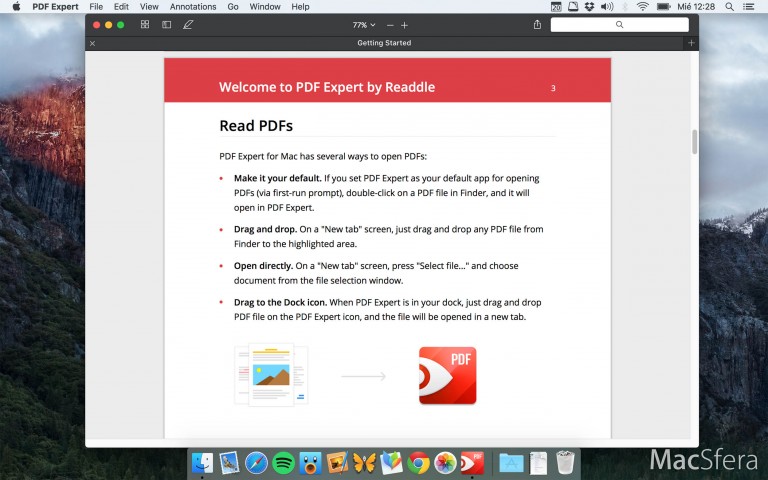 PDF Expert File Edit View Annotations Go Window Help
20
Mié 12:28
77%
Getting Started
Welcome to PDF Expert by Readdle
3
Read PDFs
PDF Expert for Mac has several ways to open PDFs:
• Make it your default. If you set PDF Expert as your default app for opening
PDFs (via first-run prompt), double-click on a PDF file in Finder, and it will
open in PDF Expert.
• Drag and drop. On a "New tab" screen, just drag and drop any PDF file from
Finder to the highlighted area.
• Open directly. On a "New tab" screen, press "Select file..." and choose
document from the file selection window.
• Drag to the Dock icon. When PDF Expert is in your dock, just drag and drop
PDF file on the PDF Expert icon, and the file will be opened in a new tab.
PDF
PDF
MacSfera